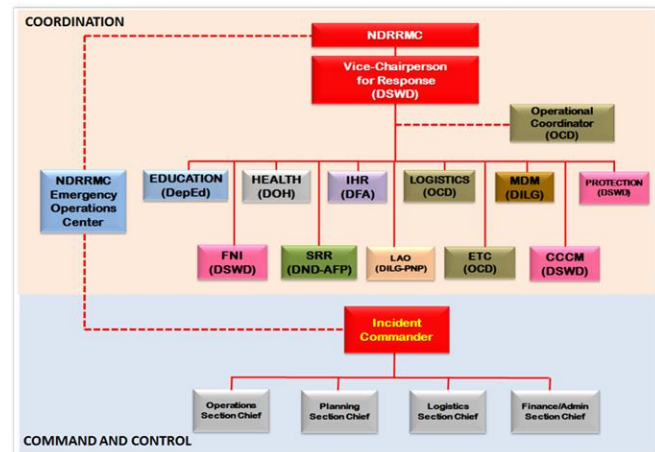 COORDINATION
NDRRMC
Vice-Chairperson
for Response
(DSWD)
Operational
Coordinator
(OCD)
NDRRMC
Emergency
Operations
Center
EDUCATION
(DepEd)
HEALTH
(DOH)
IHR
(DFA)
LOGISTICS
(OCD)
MDM
(DILG)
PROTECTION
(DSWD)
FNI
(DSWD)
SRR
(DND-AFP)
LAO
(DILG-PNP)
ETC
(OCD)
CCCM
(DSWD)
Incident
Commander
Operations
Section Chief
Planning
Section Chief
Logistics
Section Chief
Finance/Admin
Section Chief
COMMAND AND CONTROL